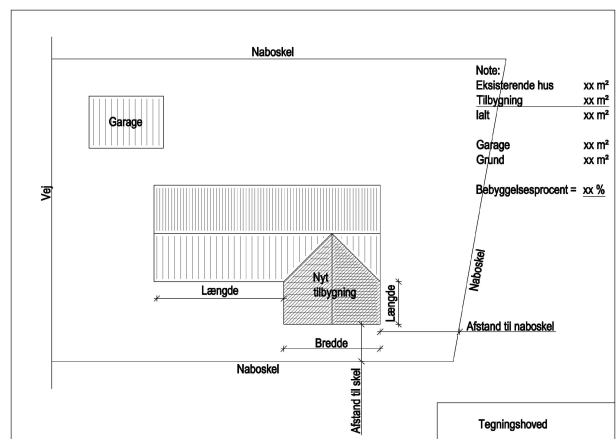 Naboskel
Note:
Eksisterende hus xx m²
Tilbygning xx m²
Ialt xx m²
Garage xx m²
Grund xx m²
Bebyggelsesprocent = xx %
Garage
Vej
Naboskel
Nyt
tilbygning
Længde
Længde
Afstand til naboskel
Bredde
Naboskel
Afstand til skel
Tegningshoved